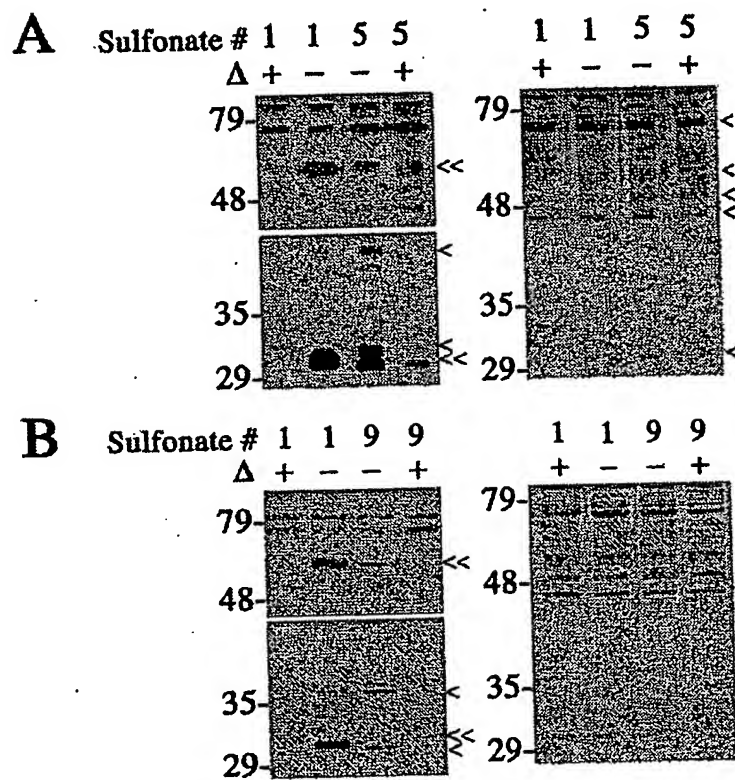 A Sulfonate # 1 1 5 5 1 1 5 5
Δ + − − + + − − +
79- 79- <
<< <
48- 48- <
<
<
35- 35-
<
<<
29- 29- <
B Sulfonate # 1 1 9 9 1 1 9 9
Δ + − − + + − − +
79- 79-
<<
48- 48-
35- < 35-
<<
<
29- 29-